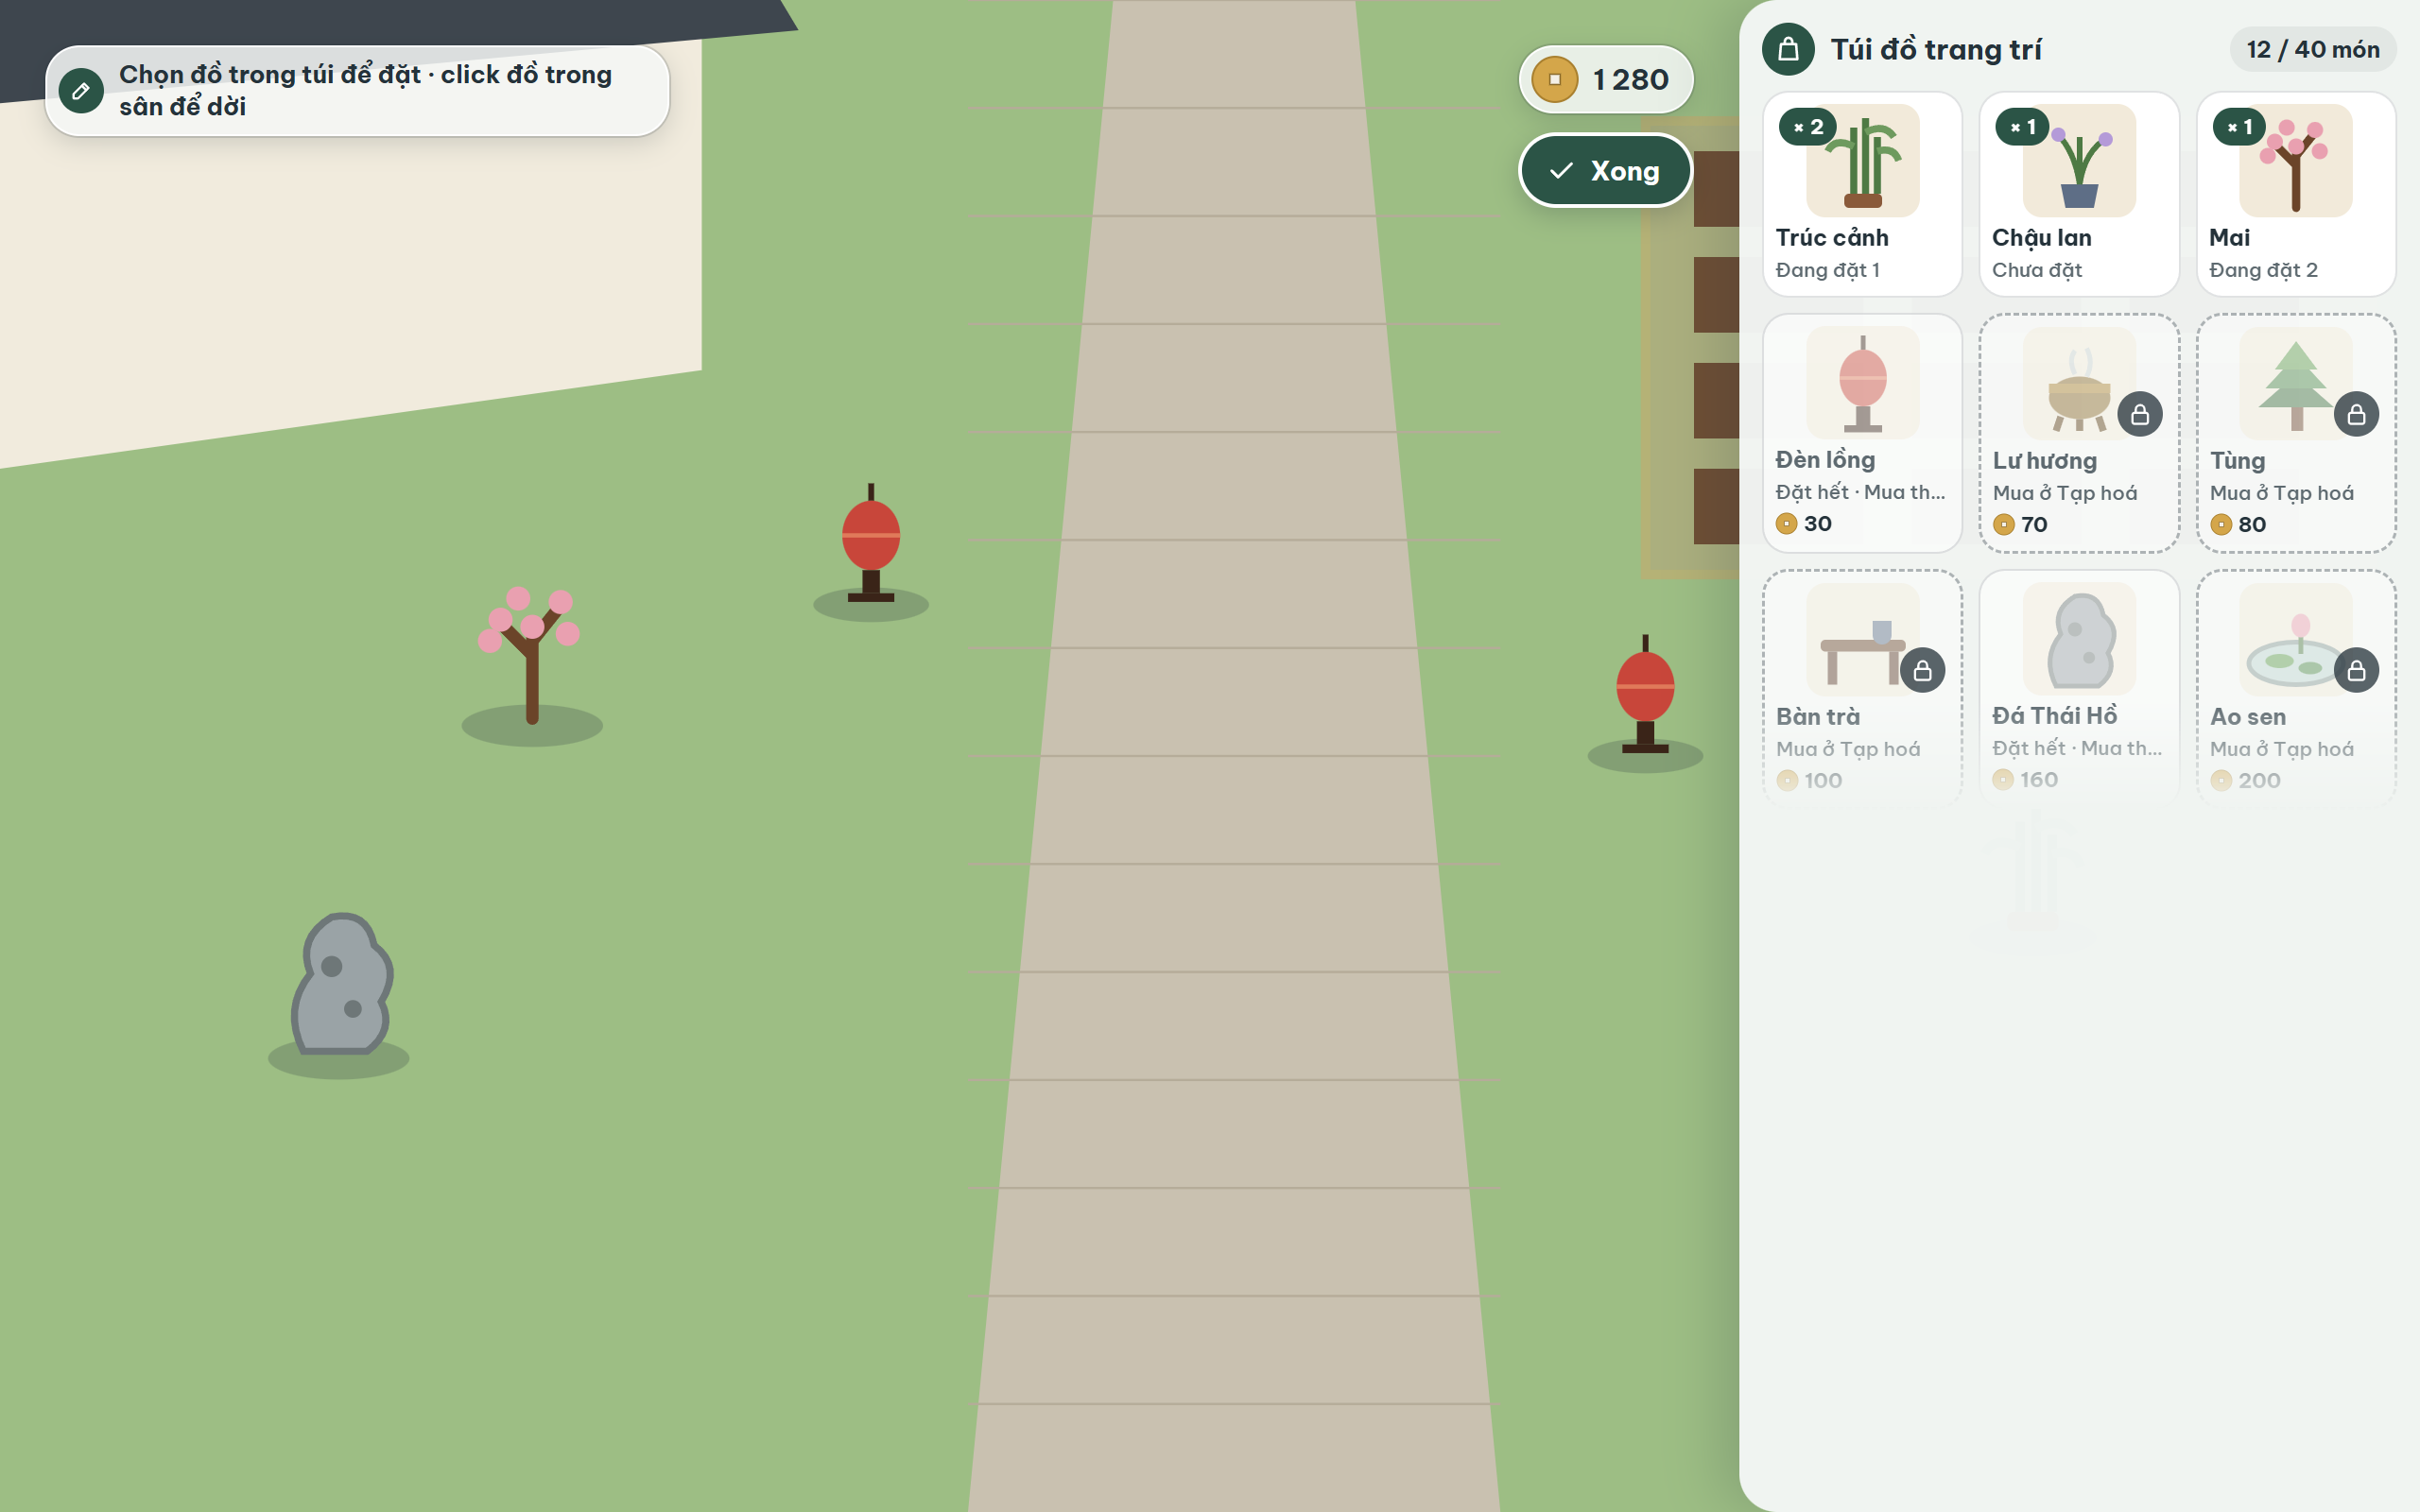 Chọn đồ trong túi để đặt · click đồ trong
sân để dời
1 280
Xong
Túi đồ trang trí
12 / 40 món
× 2
Trúc cảnh
Đang đặt 1
× 1
Chậu lan
Chưa đặt
× 1
Mai
Đang đặt 2
Đèn lồng
Đặt hết · Mua th...
30
Lư hương
Mua ở Tạp hoá
70
Tùng
Mua ở Tạp hoá
80
Bàn trà
Mua ở Tạp hoá
100
Đá Thái Hồ
Đặt hết · Mua th...
160
Ao sen
Mua ở Tạp hoá
200